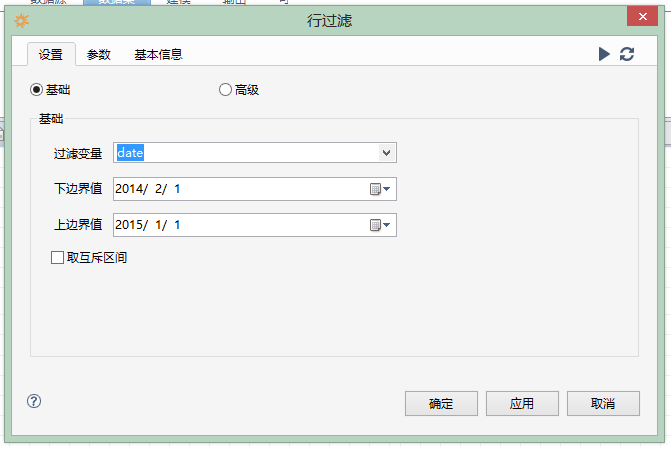 行过滤
设置 参数 基本信息
基础 高级
基础
过滤变量 date
下边界值 2014/ 2/ 1
上边界值 2015/ 1/ 1
取互斥区间
确定 应用 取消